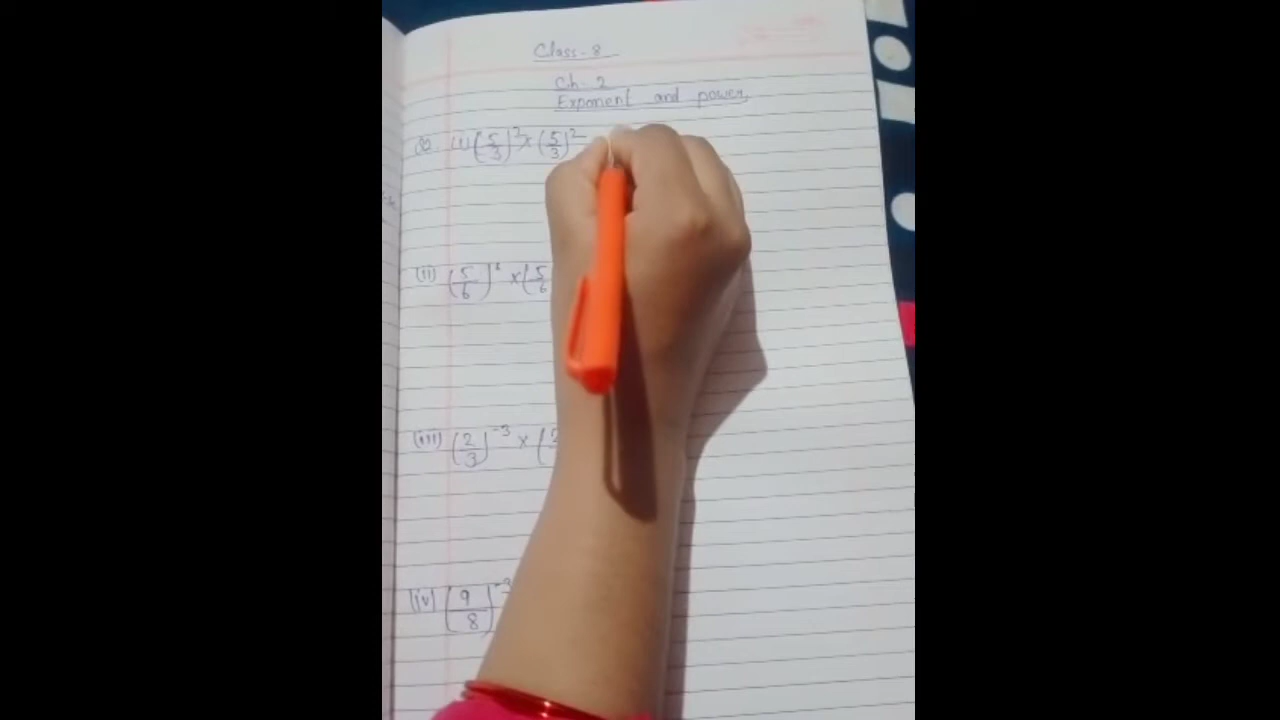 Class-8
Ch-2
Exponent and power
(i) (5/3)² × (5/3)²
(ii) (5/6)⁶ × (5/6
(iii) (2/3)⁻³ × (2
(iv) (9/8)⁻³